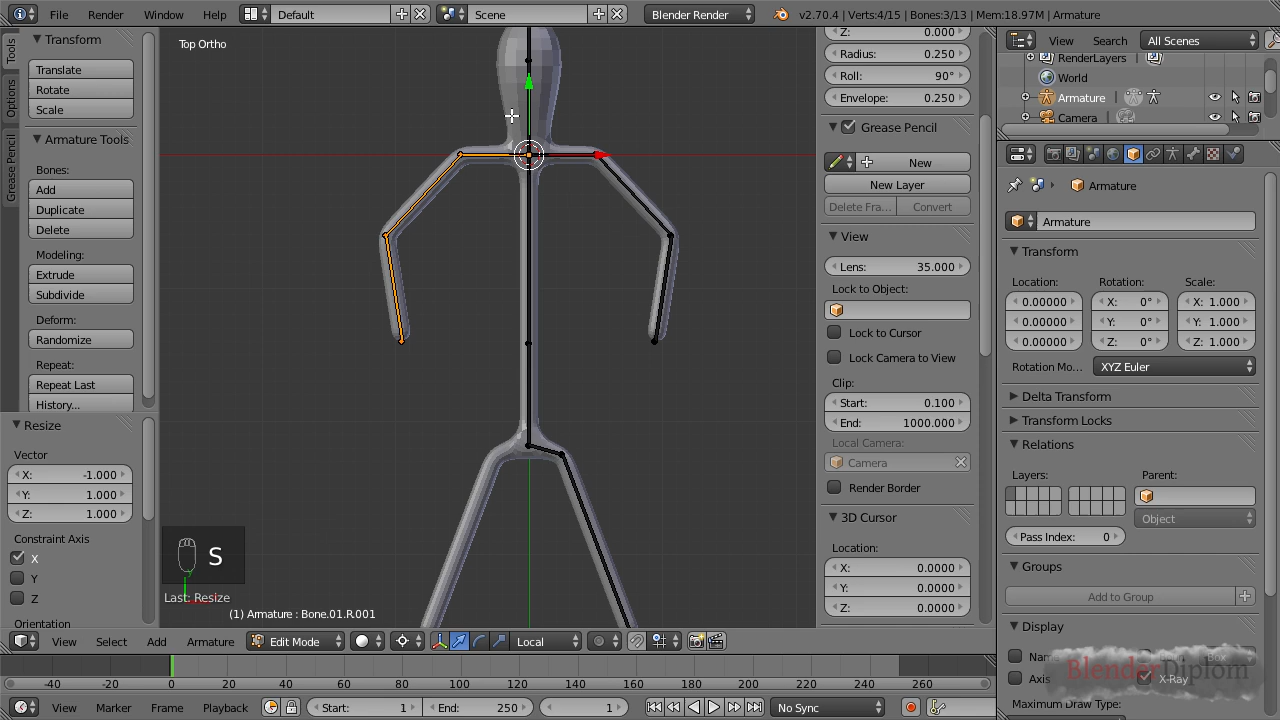 File Render Window Help Default Scene Blender Render v2.70.4 | Verts:4/15 | Bones:3/13 | Mem:18.97M | Armature
Tools
Options
Grease Pencil
Transform
Translate
Rotate
Scale
Armature Tools
Bones:
Add
Duplicate
Delete
Modeling:
Extrude
Subdivide
Deform:
Randomize
Repeat:
Repeat Last
History...
Resize
Vector
X: -1.000
Y: 1.000
Z: 1.000
Constraint Axis
X
Y
Z
Orientation
Top Ortho
S
Last: Resize
(1) Armature : Bone.01.R.001
Z: 0.000
Radius: 0.250
Roll: 90°
Envelope: 0.250
Grease Pencil
New
New Layer
Delete Fra... Convert
View
Lens: 35.000
Lock to Object:
Lock to Cursor
Lock Camera to View
Clip:
Start: 0.100
End: 1000.000
Local Camera:
Camera
Render Border
3D Cursor
Location:
X: 0.0000
Y: 0.0000
Z: 0.0000
View Search All Scenes
RenderLayers
World
Armature
Camera
Armature
Armature
Transform
Location: Rotation: Scale:
0.00000 X: 0° X: 1.000
0.00000 Y: 0° Y: 1.000
0.00000 Z: 0° Z: 1.000
Rotation Mo... XYZ Euler
Delta Transform
Transform Locks
Relations
Layers: Parent:
Object
Pass Index: 0
Groups
Add to Group
Display
X-Ray
Maximum Draw Type:
BlenderDiplom
View Select Add Armature Edit Mode Local
-40 -20 0 20 40 60 80 100 120 140 160 180 200 220 240 260
View Marker Frame Playback Start: 1 End: 250 1 No Sync